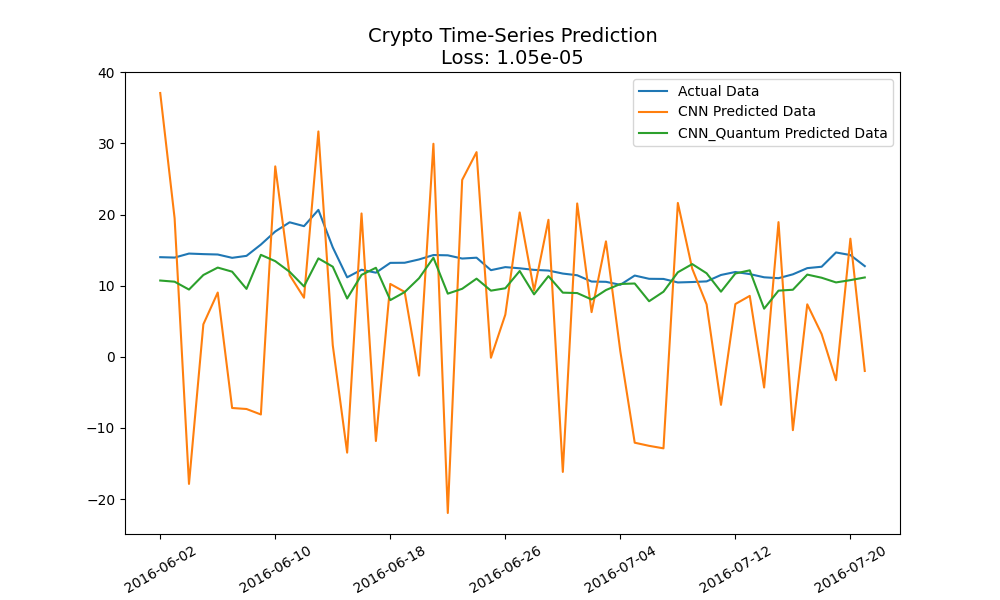 Crypto Time-Series Prediction
Loss: 1.05e-05
Actual Data
CNN Predicted Data
CNN_Quantum Predicted Data
40
30
20
10
0
−10
−20
2016-06-02
2016-06-10
2016-06-18
2016-06-26
2016-07-04
2016-07-12
2016-07-20